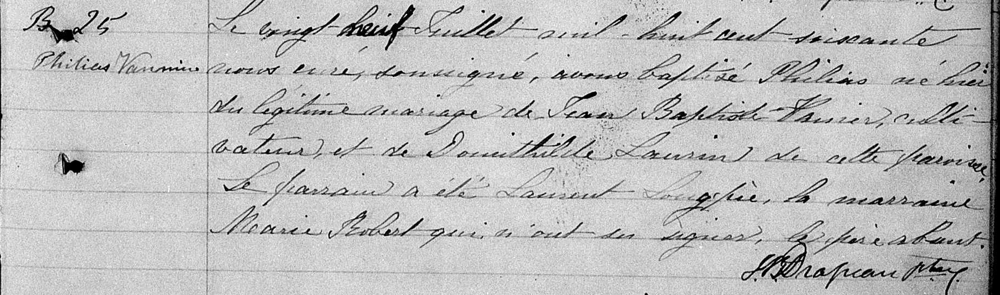 B 25
Philias Vannier
Le vingt neuf Juillet mil-huit cent soixante
nous curé, soussigné, avons baptisé Philias né hier
du légitime mariage de Jean Baptiste Vanier, culti-
vateur, et de Domithilde Laurin de cette paroisse.
Le parrain a été Laurent Longpré, la marraine
Marie Robert qui n'ont su signer, le père absent.
J.B. Drapeau Ptre C.